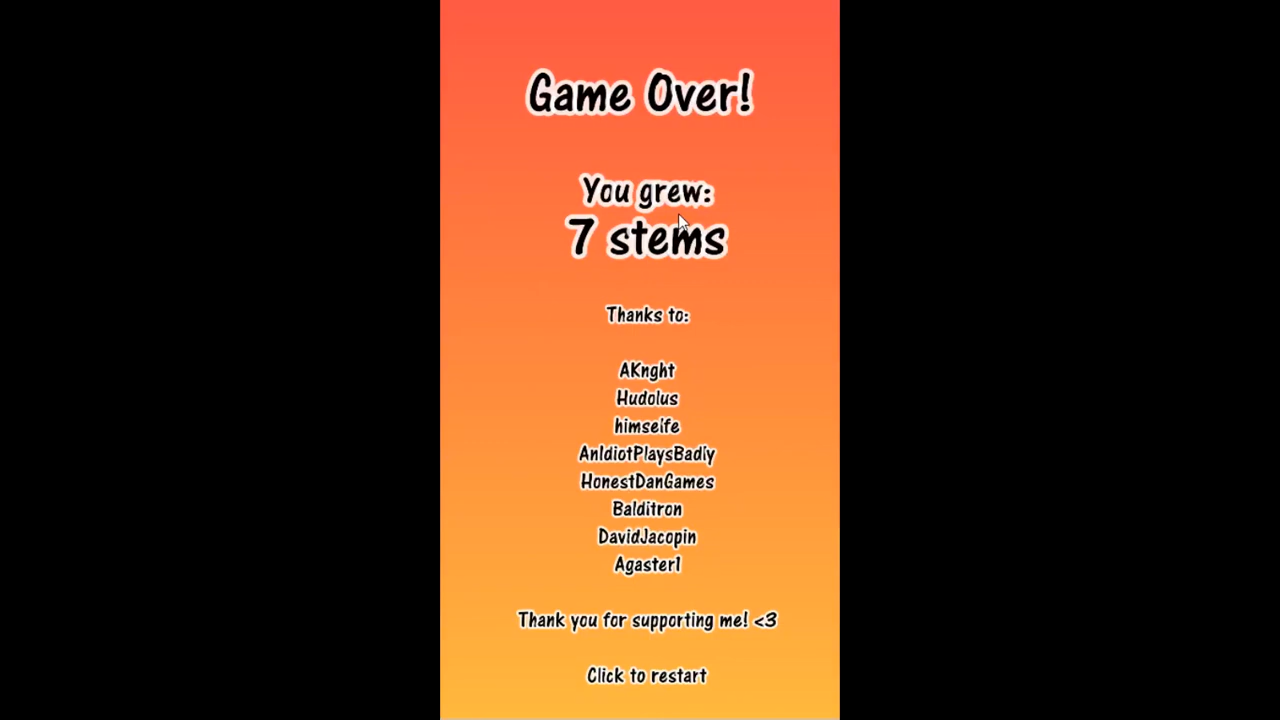 Game Over!
You grew:
7 stems
Thanks to:
AKnght
Hudolus
himselfe
AnIdiotPlaysBadly
HonestDanGames
Balditron
DavidJacopin
Agaster1
Thank you for supporting me! <3
Click to restart